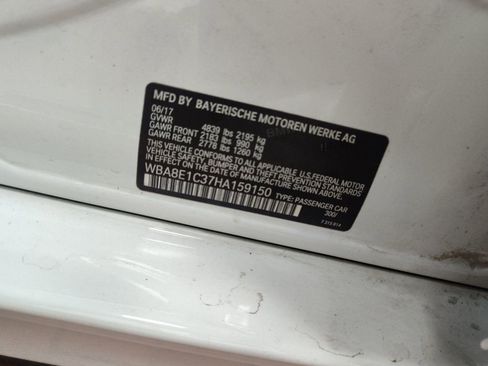 MFD BY BAYERISCHE MOTOREN WERKE AG
06/17
GVWR 4839 lbs 2195 kg
GAWR FRONT 2183 lbs 990 kg
GAWR REAR 2778 lbs 1260 kg
THIS VEHICLE CONFORMS TO ALL APPLICABLE U.S. FEDERAL MOTOR
VEHICLE SAFETY, BUMPER, AND THEFT PREVENTION STANDARDS
IN EFFECT ON THE DATE OF MANUFACTURE SHOWN ABOVE.
WBA8E1C37HA159150 TYPE: PASSENGER CAR
300/